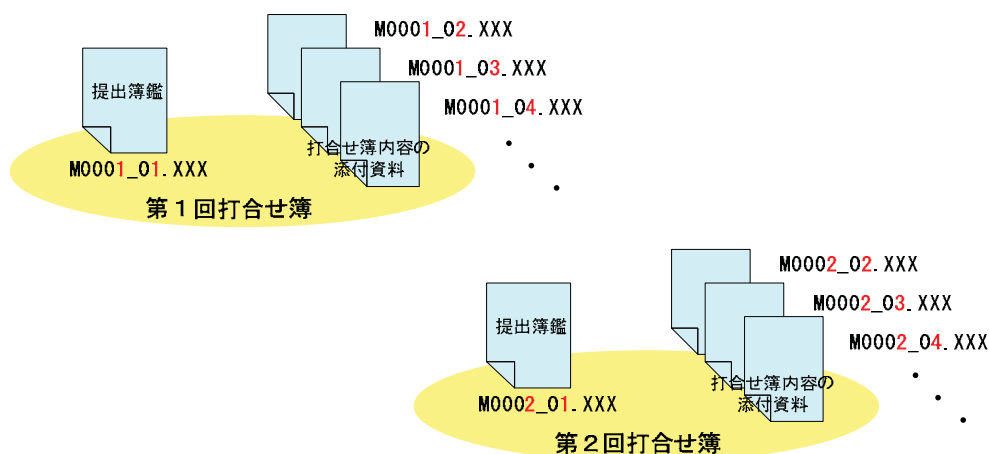 提出簿鑑
M0001_01.XXX
M0001_02.XXX
M0001_03.XXX
M0001_04.XXX
打合せ簿内容の
添付資料
第１回打合せ簿
提出簿鑑
M0002_01.XXX
M0002_02.XXX
M0002_03.XXX
M0002_04.XXX
打合せ簿内容の
添付資料
第２回打合せ簿